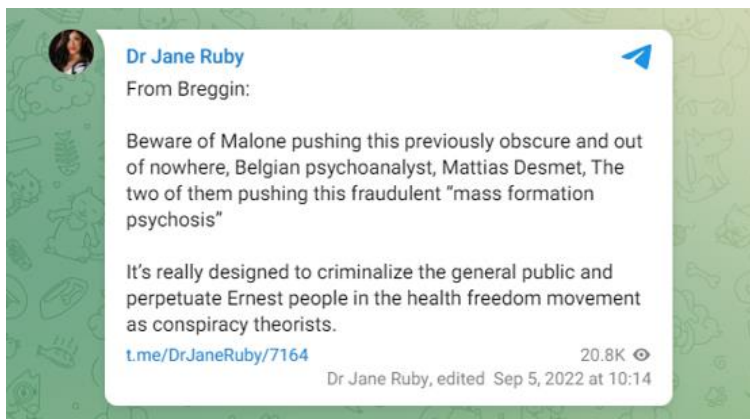 Dr Jane Ruby
From Breggin:
Beware of Malone pushing this previously obscure and out
of nowhere, Belgian psychoanalyst, Mattias Desmet, The
two of them pushing this fraudulent “mass formation
psychosis”
It’s really designed to criminalize the general public and
perpetuate Ernest people in the health freedom movement
as conspiracy theorists.
t.me/DrJaneRuby/7164 20.8K
Dr Jane Ruby, edited Sep 5, 2022 at 10:14